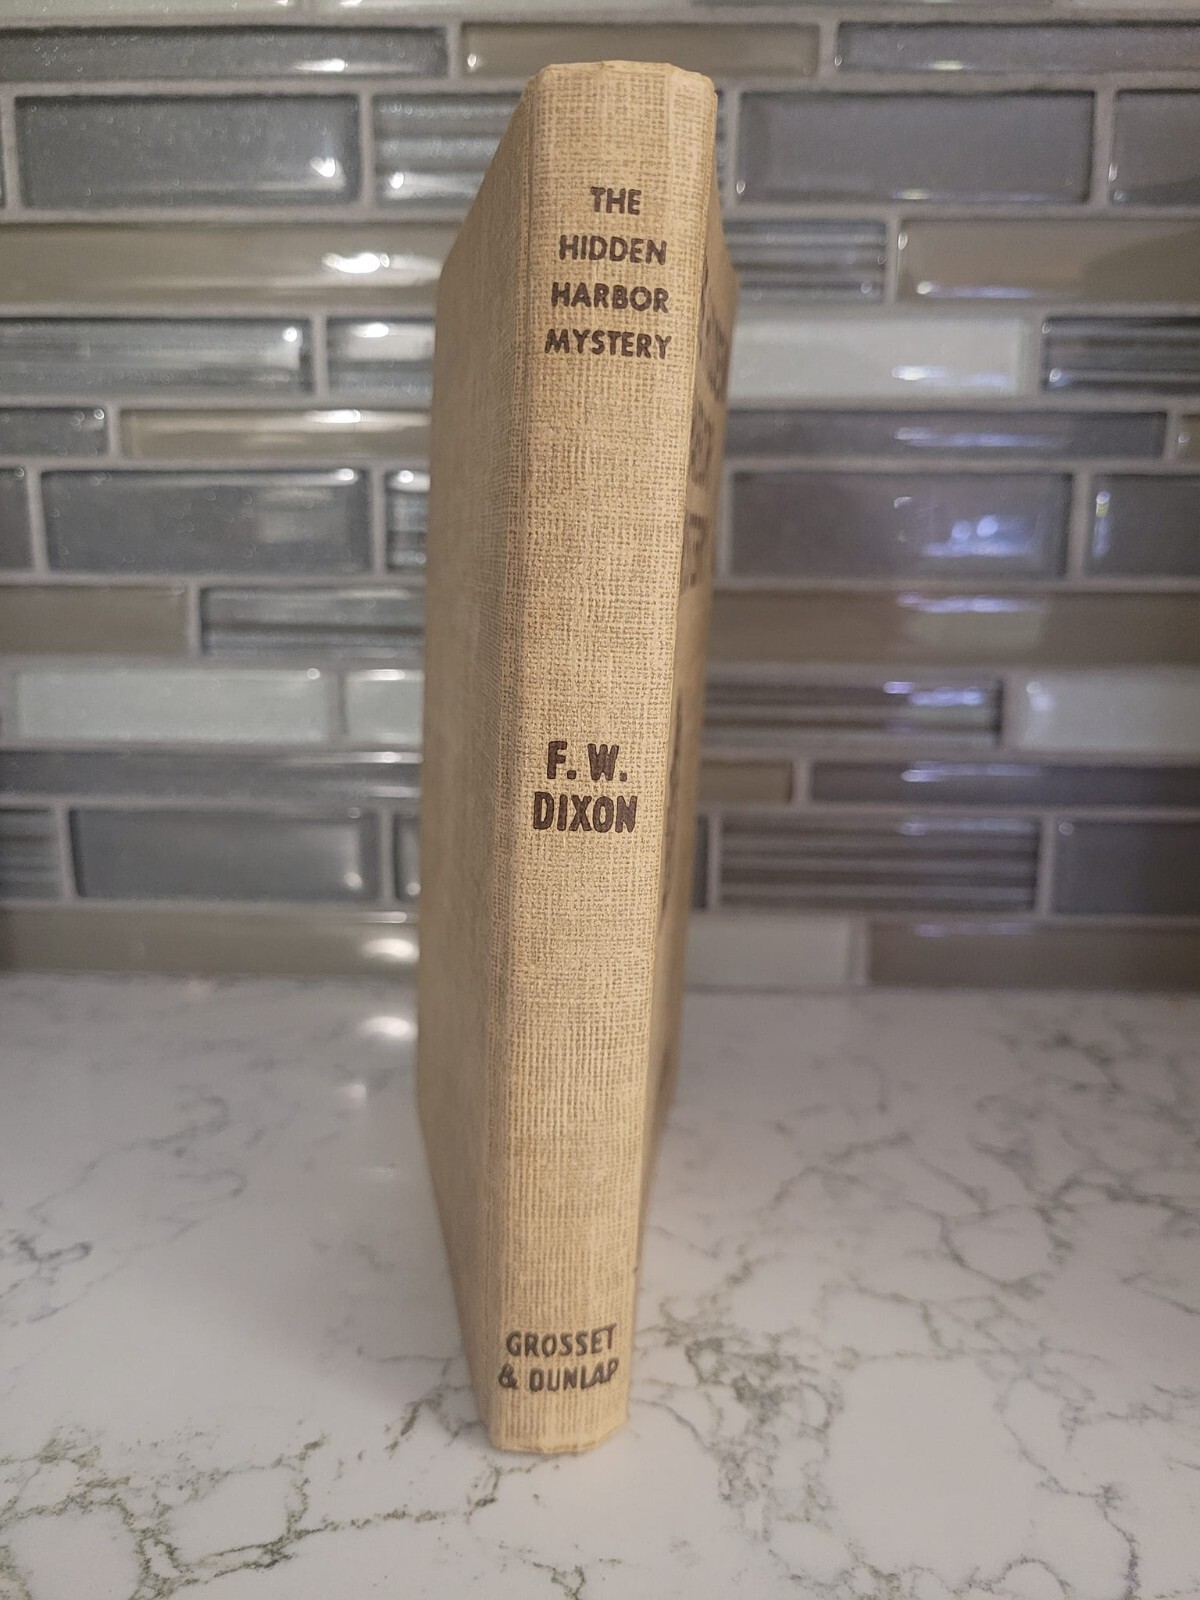 THE
HIDDEN
HARBOR
MYSTERY
F. W.
DIXON
GROSSET
& DUNLAP